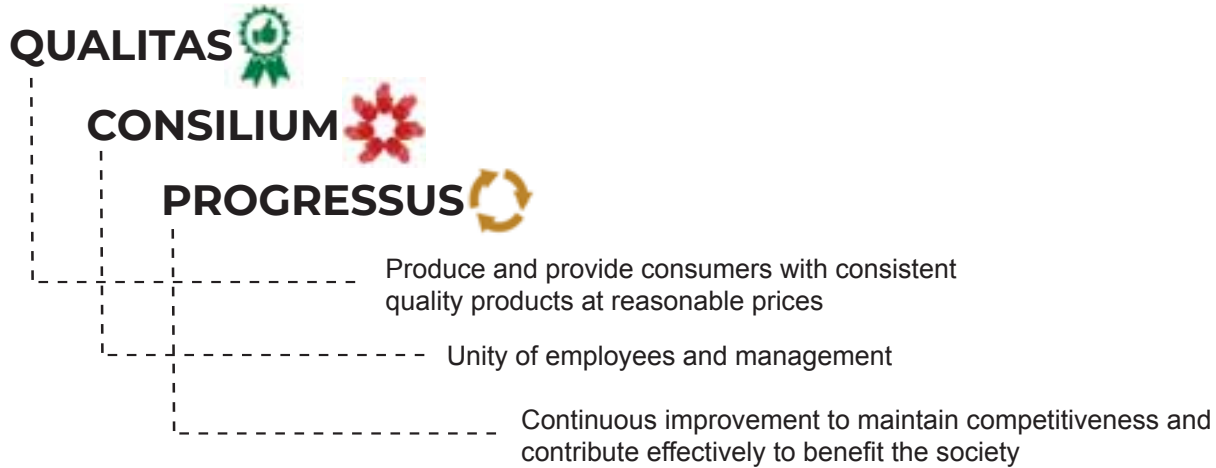 QUALITAS
CONSILIUM
PROGRESSUS
Produce and provide consumers with consistent
quality products at reasonable prices
Unity of employees and management
Continuous improvement to maintain competitiveness and
contribute effectively to benefit the society